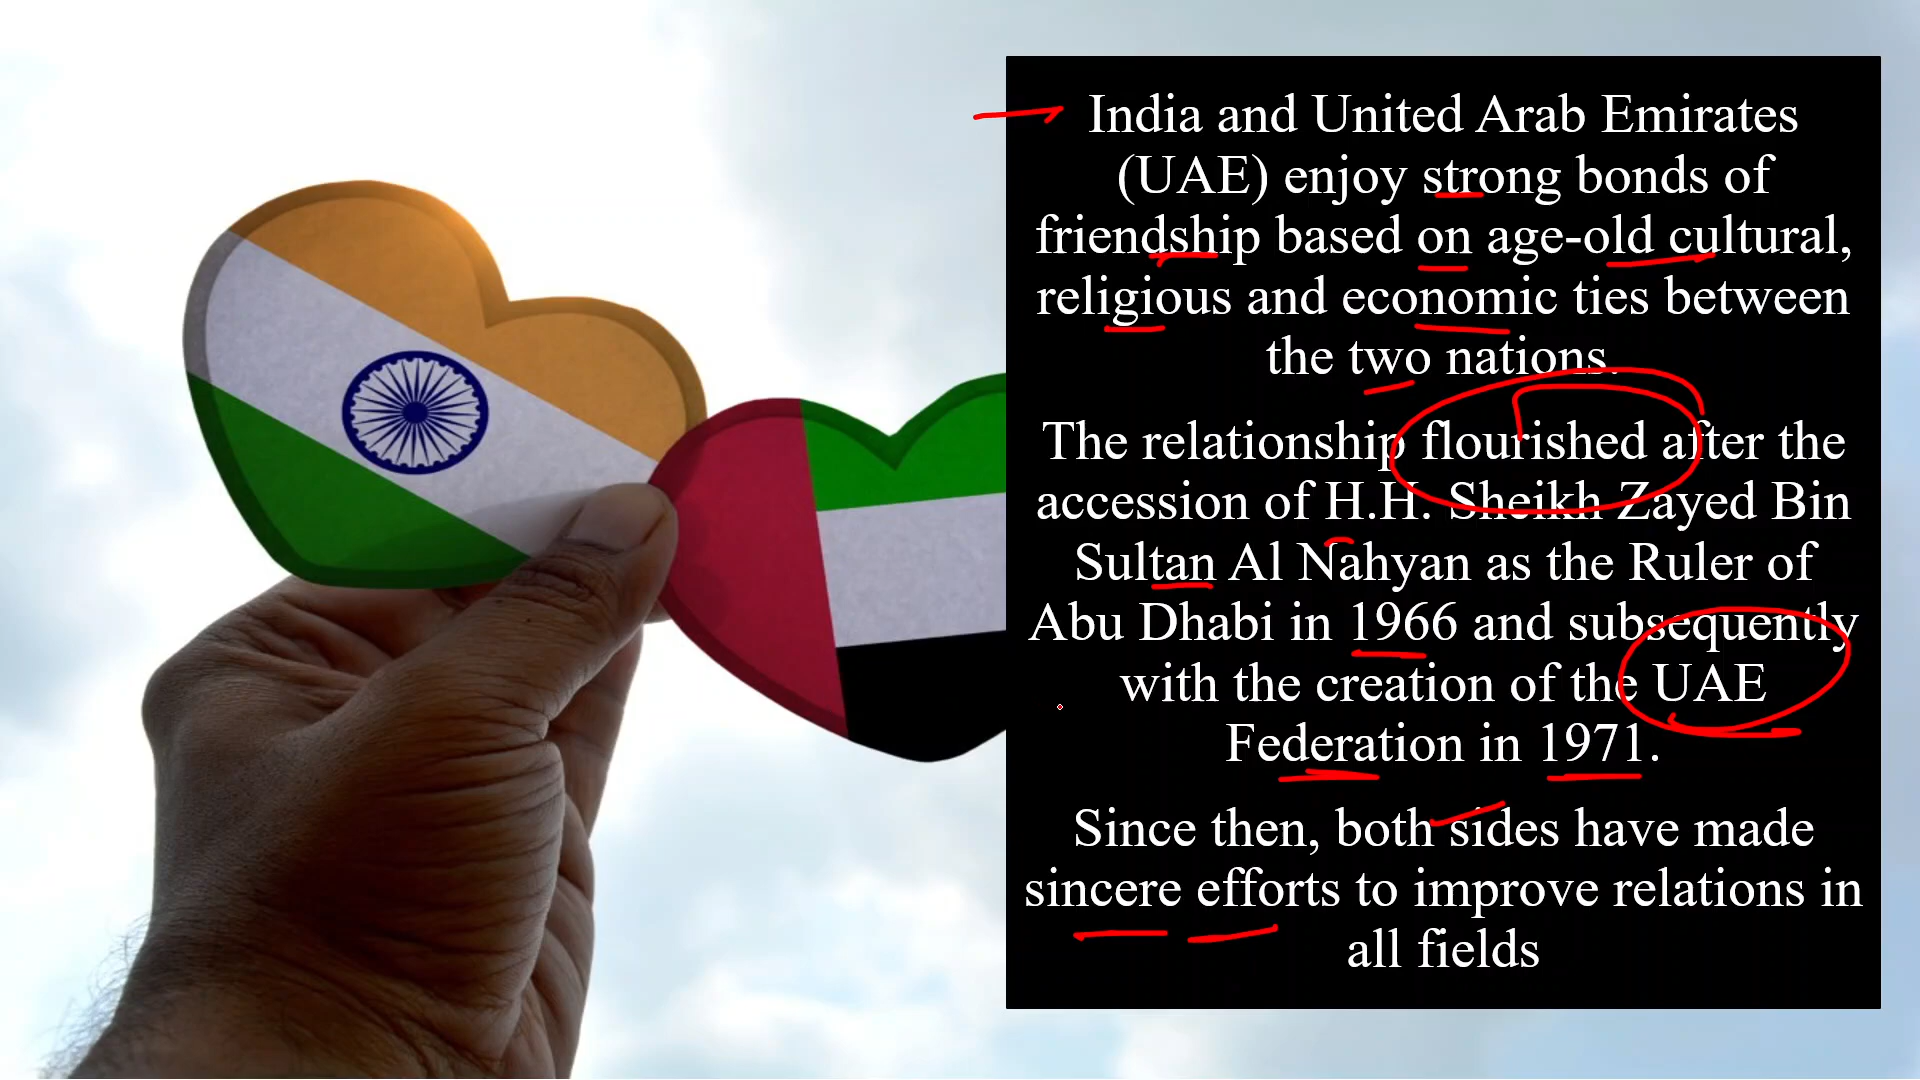 India and United Arab Emirates
(UAE) enjoy strong bonds of
friendship based on age-old cultural,
religious and economic ties between
the two nations.
The relationship flourished after the
accession of H.H. Sheikh Zayed Bin
Sultan Al Nahyan as the Ruler of
Abu Dhabi in 1966 and subsequently
with the creation of the UAE
Federation in 1971.
Since then, both sides have made
sincere efforts to improve relations in
all fields